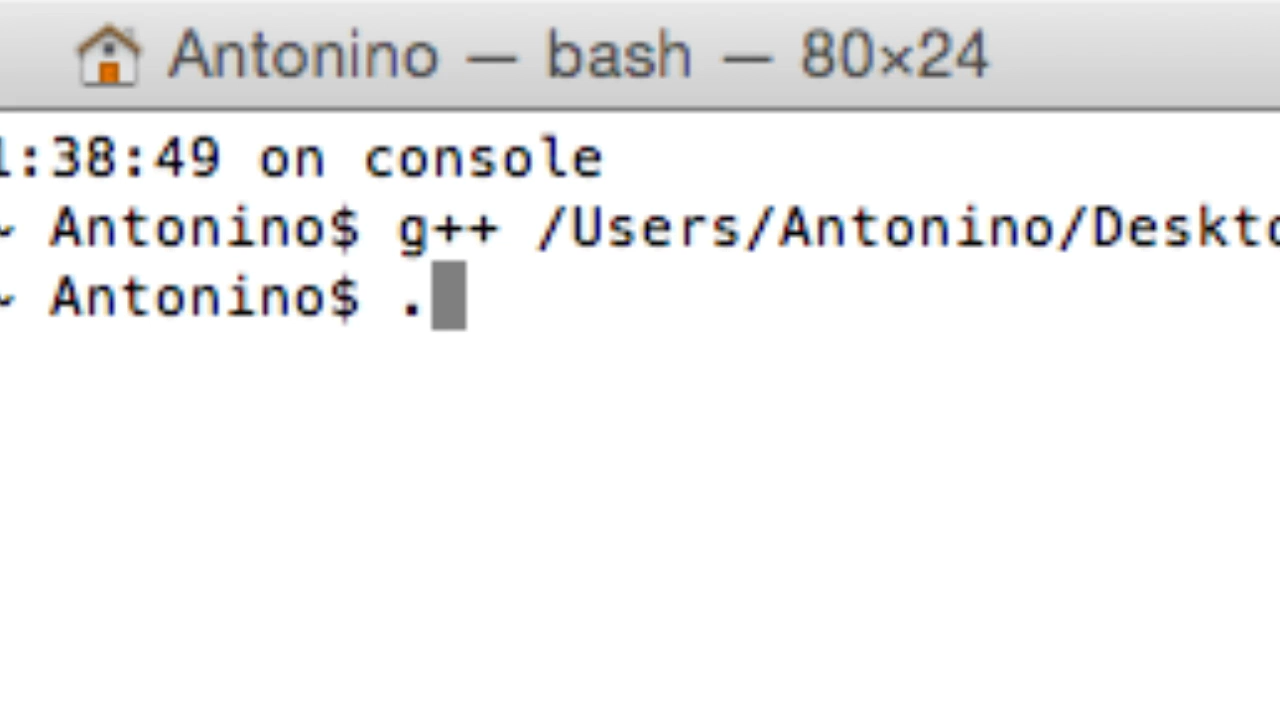 Antonino — bash — 80×24
1:38:49 on console
~ Antonino$ g++ /Users/Antonino/Deskto
~ Antonino$ .